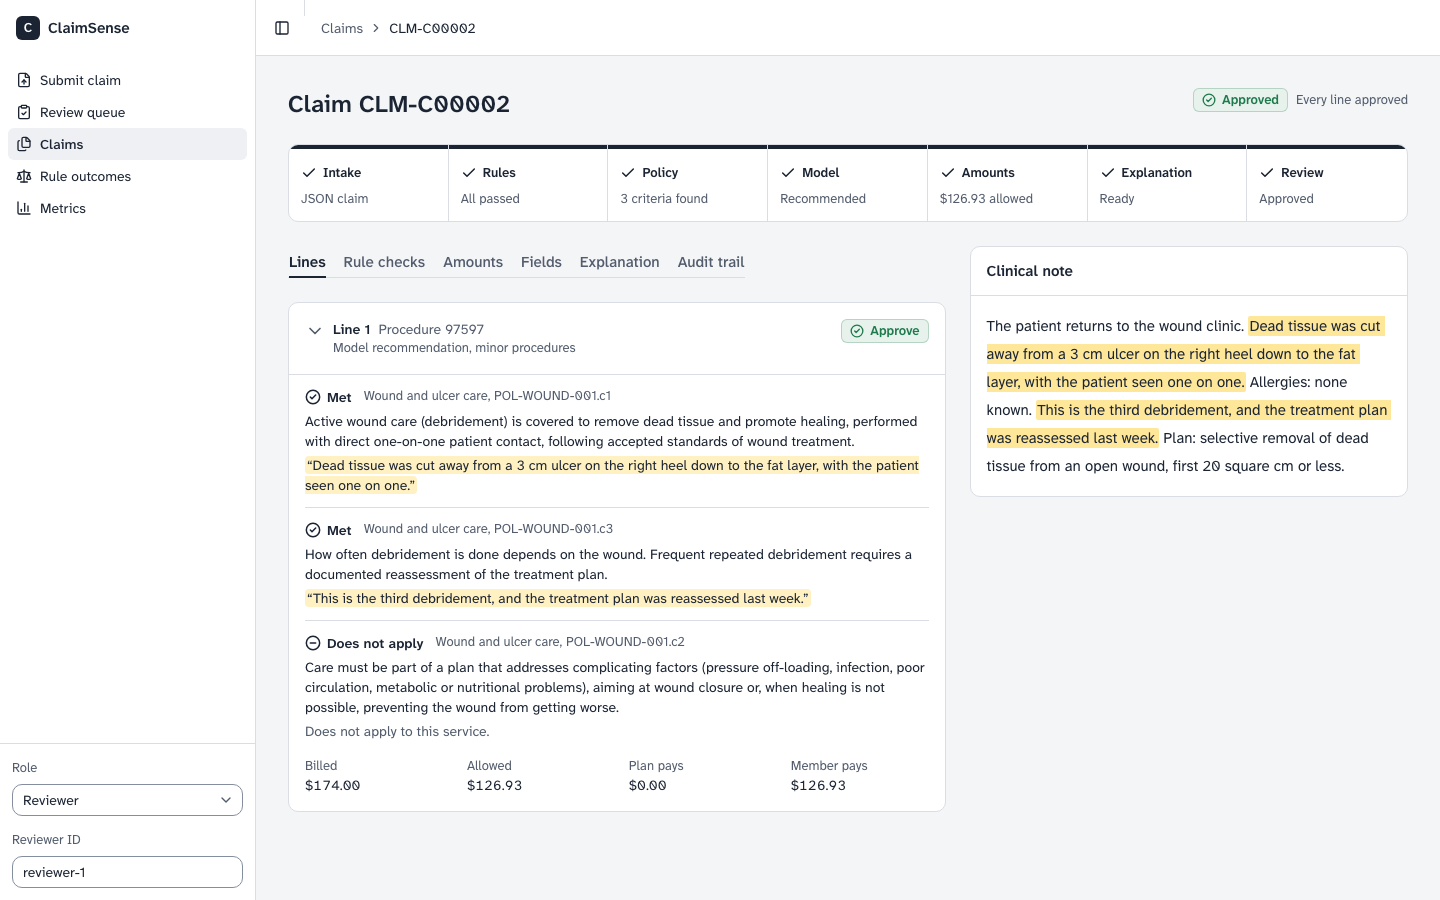 C ClaimSense
Submit claim
Review queue
Claims
Rule outcomes
Metrics
Role
Reviewer
Reviewer ID
reviewer-1
Claims > CLM-C00002
Claim CLM-C00002
Approved Every line approved
Intake
JSON claim
Rules
All passed
Policy
3 criteria found
Model
Recommended
Amounts
$126.93 allowed
Explanation
Ready
Review
Approved
Lines Rule checks Amounts Fields Explanation Audit trail
Line 1 Procedure 97597
Model recommendation, minor procedures
Approve
Met Wound and ulcer care, POL-WOUND-001.c1
Active wound care (debridement) is covered to remove dead tissue and promote healing, performed
with direct one-on-one patient contact, following accepted standards of wound treatment.
“Dead tissue was cut away from a 3 cm ulcer on the right heel down to the fat layer, with the patient
seen one on one.”
Met Wound and ulcer care, POL-WOUND-001.c3
How often debridement is done depends on the wound. Frequent repeated debridement requires a
documented reassessment of the treatment plan.
“This is the third debridement, and the treatment plan was reassessed last week.”
Does not apply Wound and ulcer care, POL-WOUND-001.c2
Care must be part of a plan that addresses complicating factors (pressure off-loading, infection, poor
circulation, metabolic or nutritional problems), aiming at wound closure or, when healing is not
possible, preventing the wound from getting worse.
Does not apply to this service.
Billed Allowed Plan pays Member pays
$174.00 $126.93 $0.00 $126.93
Clinical note
The patient returns to the wound clinic. Dead tissue was cut
away from a 3 cm ulcer on the right heel down to the fat
layer, with the patient seen one on one. Allergies: none
known. This is the third debridement, and the treatment plan
was reassessed last week. Plan: selective removal of dead
tissue from an open wound, first 20 square cm or less.